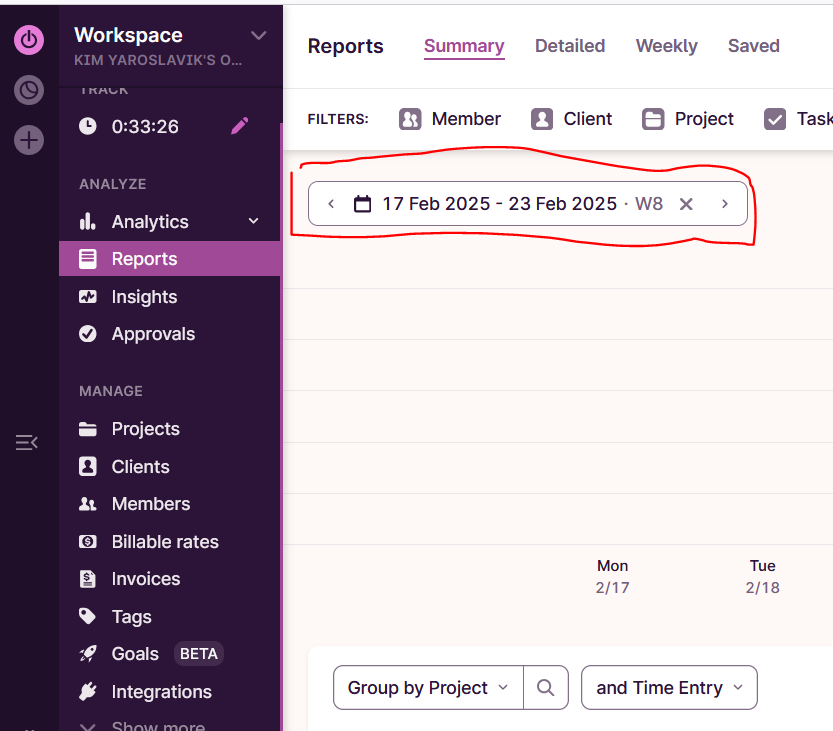 Workspace
KIM YAROSLAVIK'S O...
TRACK
0:33:26
ANALYZE
Analytics
Reports
Insights
Approvals
MANAGE
Projects
Clients
Members
Billable rates
Invoices
Tags
Goals BETA
Integrations
Show more
Reports Summary Detailed Weekly Saved
FILTERS: Member Client Project Task
17 Feb 2025 - 23 Feb 2025 · W8
Mon Tue
2/17 2/18
Group by Project and Time Entry